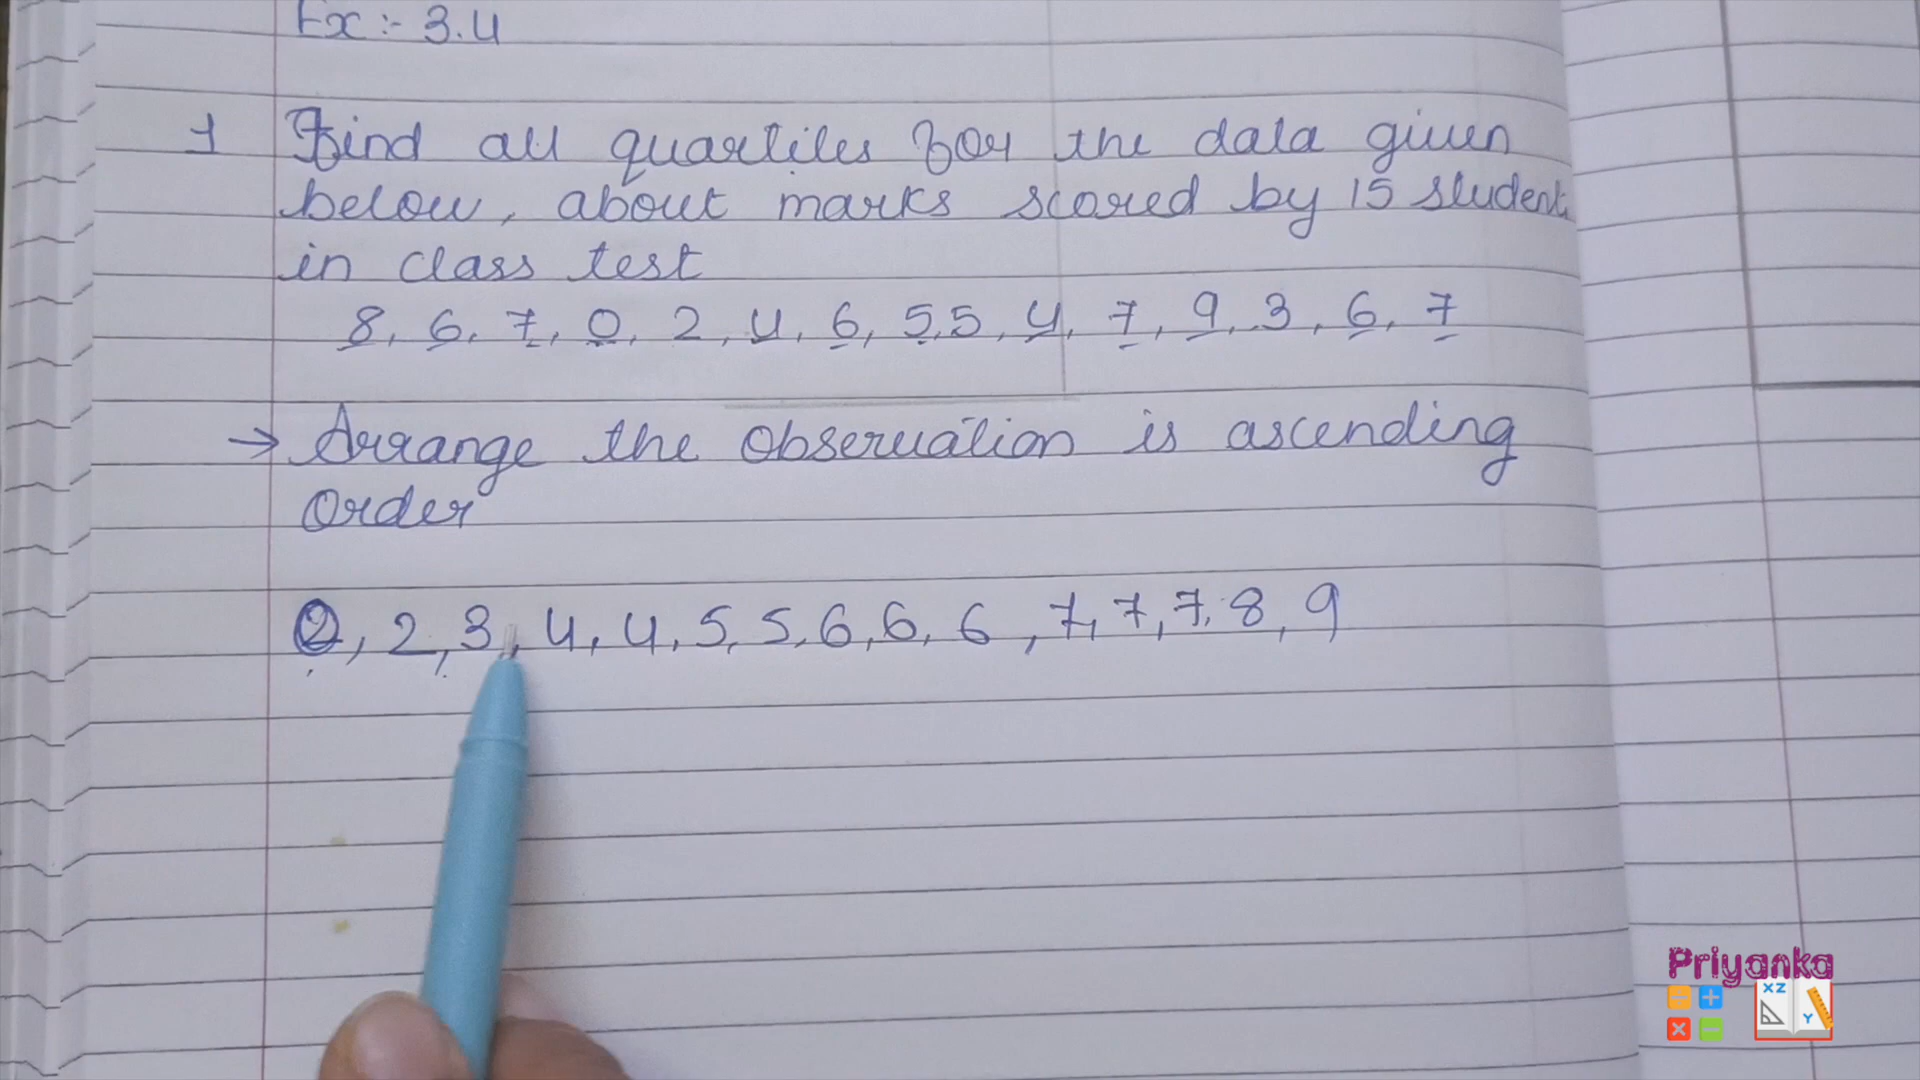 Ex :- 3.4
1 Find all quartiles for the data given
below, about marks scored by 15 student
in class test
8, 6, 7, 0, 2, 4, 6, 5, 5, 4, 7, 9, 3, 6, 7
→ Arrange the observation is ascending
order
0, 2, 3, 4, 4, 5, 5, 6, 6, 6, 7, 7, 7, 8, 9
Priyanka
XZ
Y